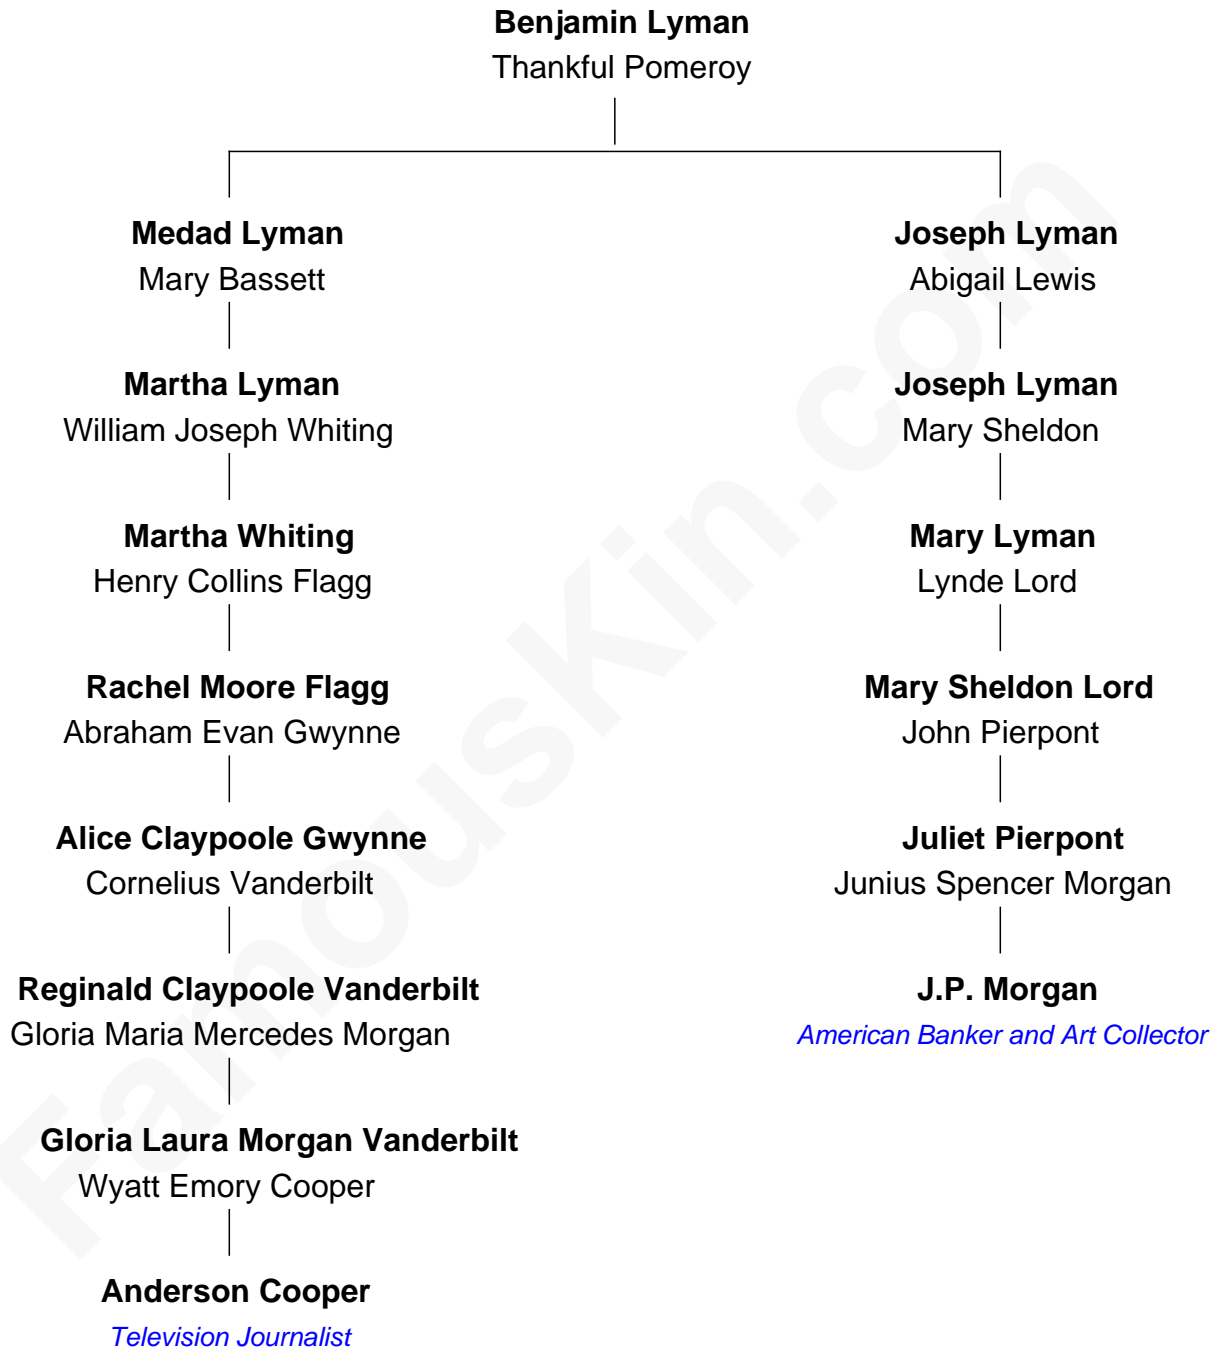 Benjamin Lyman
Thankful Pomeroy
Medad Lyman
Mary Bassett
Joseph Lyman
Abigail Lewis
Martha Lyman
William Joseph Whiting
Joseph Lyman
Mary Sheldon
Martha Whiting
Henry Collins Flagg
Mary Lyman
Lynde Lord
Rachel Moore Flagg
Abraham Evan Gwynne
Mary Sheldon Lord
John Pierpont
Alice Claypoole Gwynne
Cornelius Vanderbilt
Juliet Pierpont
Junius Spencer Morgan
Reginald Claypoole Vanderbilt
Gloria Maria Mercedes Morgan
J.P. Morgan
American Banker and Art Collector
Gloria Laura Morgan Vanderbilt
Wyatt Emory Cooper
Anderson Cooper
Television Journalist
FamousKin.com